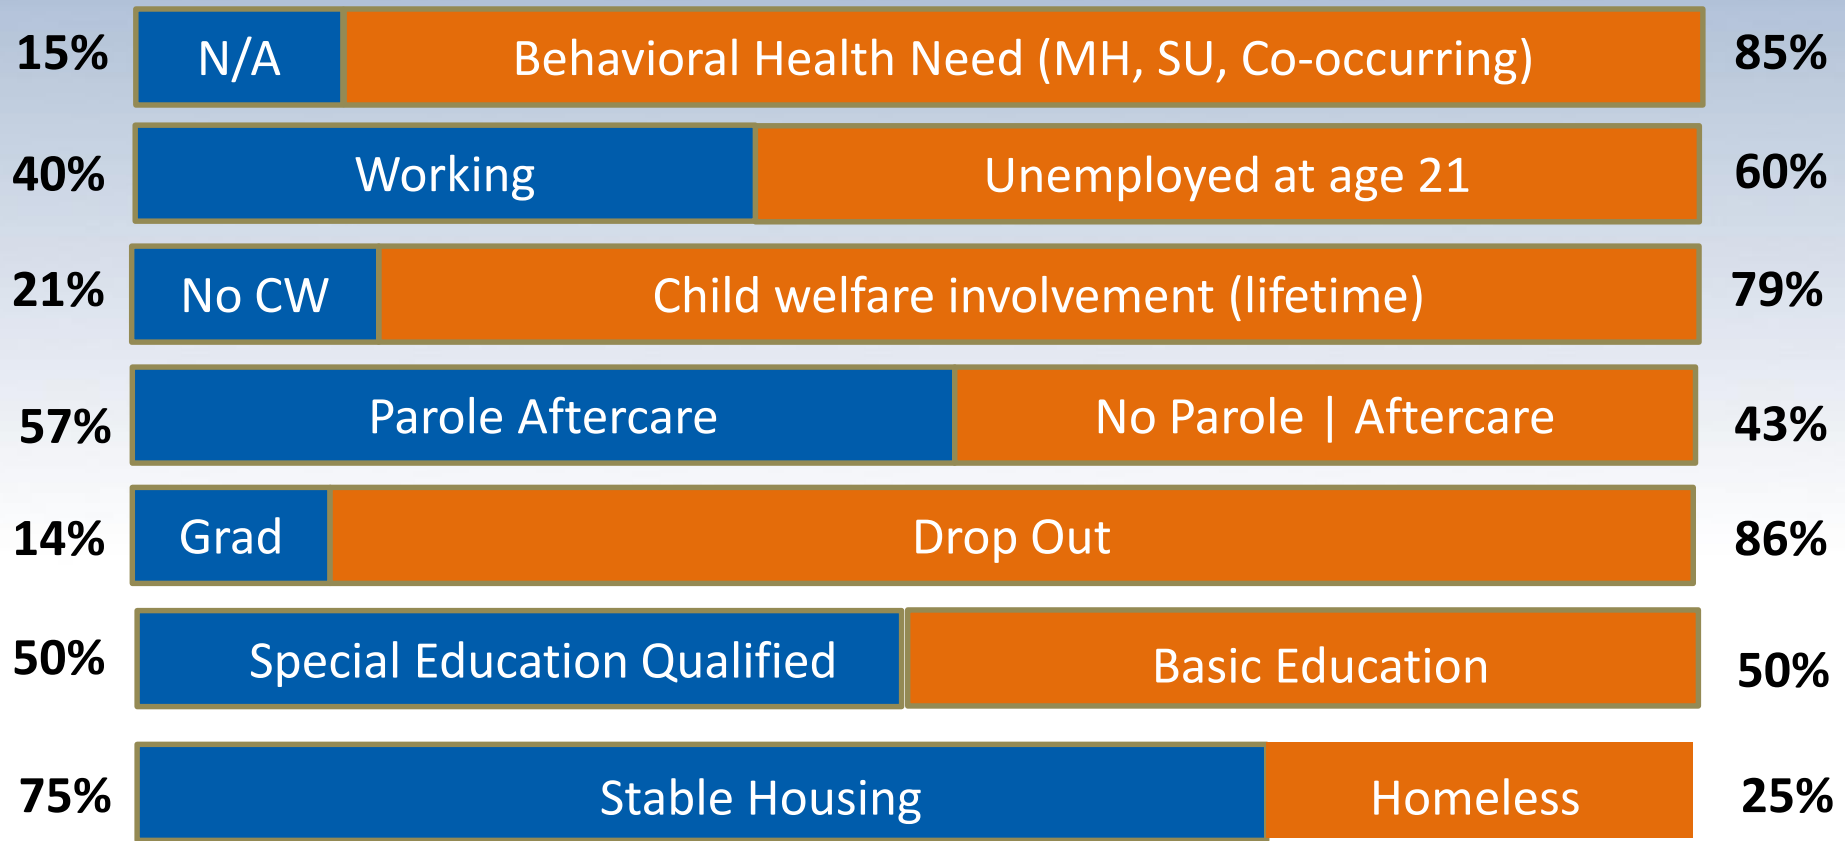 15% N/A Behavioral Health Need (MH, SU, Co-occurring) 85%
40% Working Unemployed at age 21 60%
21% No CW Child welfare involvement (lifetime) 79%
57% Parole Aftercare No Parole | Aftercare 43%
14% Grad Drop Out 86%
50% Special Education Qualified Basic Education 50%
75% Stable Housing Homeless 25%